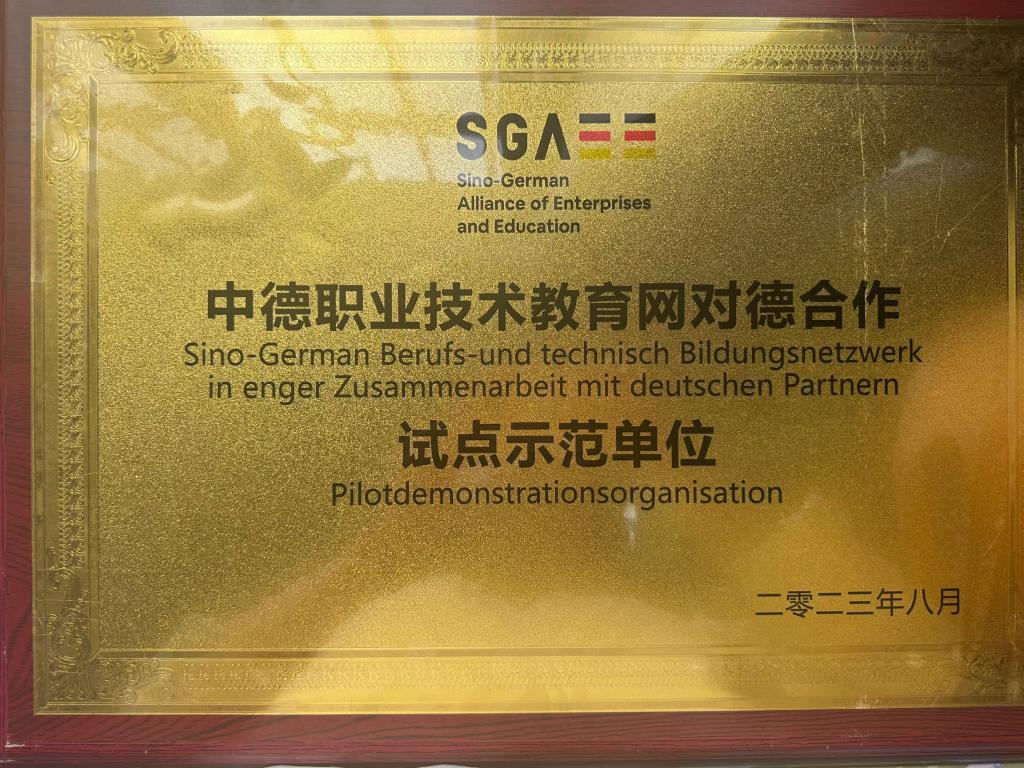 SGAEE
Sino-German
Alliance of Enterprises
and Education
中德职业技术教育网对德合作
Sino-German Berufs-und technisch Bildungsnetzwerk
in enger Zusammenarbeit mit deutschen Partnern
试点示范单位
Pilotdemonstrationsorganisation
二零二三年八月